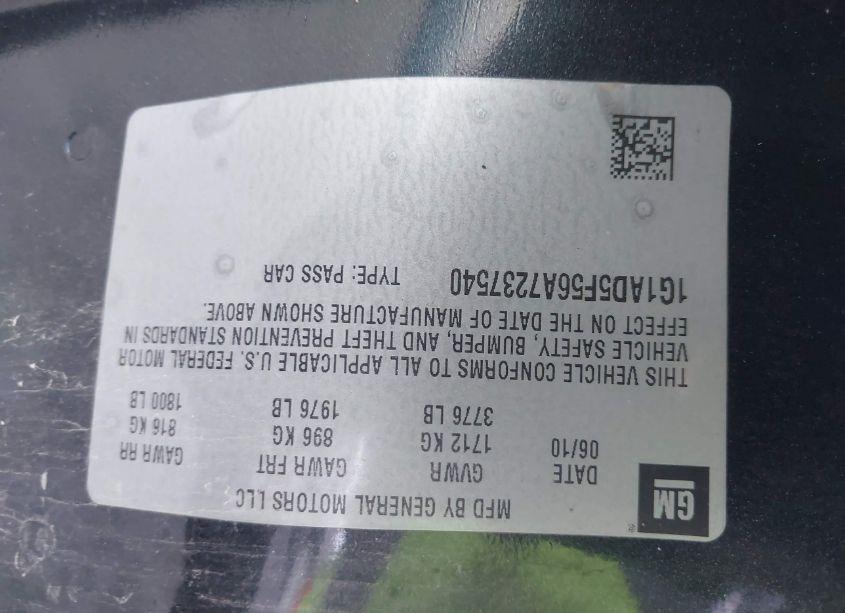 GM
MFD BY GENERAL MOTORS LLC
DATE GVWR GAWR FRT GAWR RR
06/10 1712 KG 896 KG 816 KG
3776 LB 1976 LB 1800 LB
THIS VEHICLE CONFORMS TO ALL APPLICABLE U.S. FEDERAL MOTOR
VEHICLE SAFETY, BUMPER, AND THEFT PREVENTION STANDARDS IN
EFFECT ON THE DATE OF MANUFACTURE SHOWN ABOVE.
1G1AD5F56A7237540 TYPE: PASS CAR